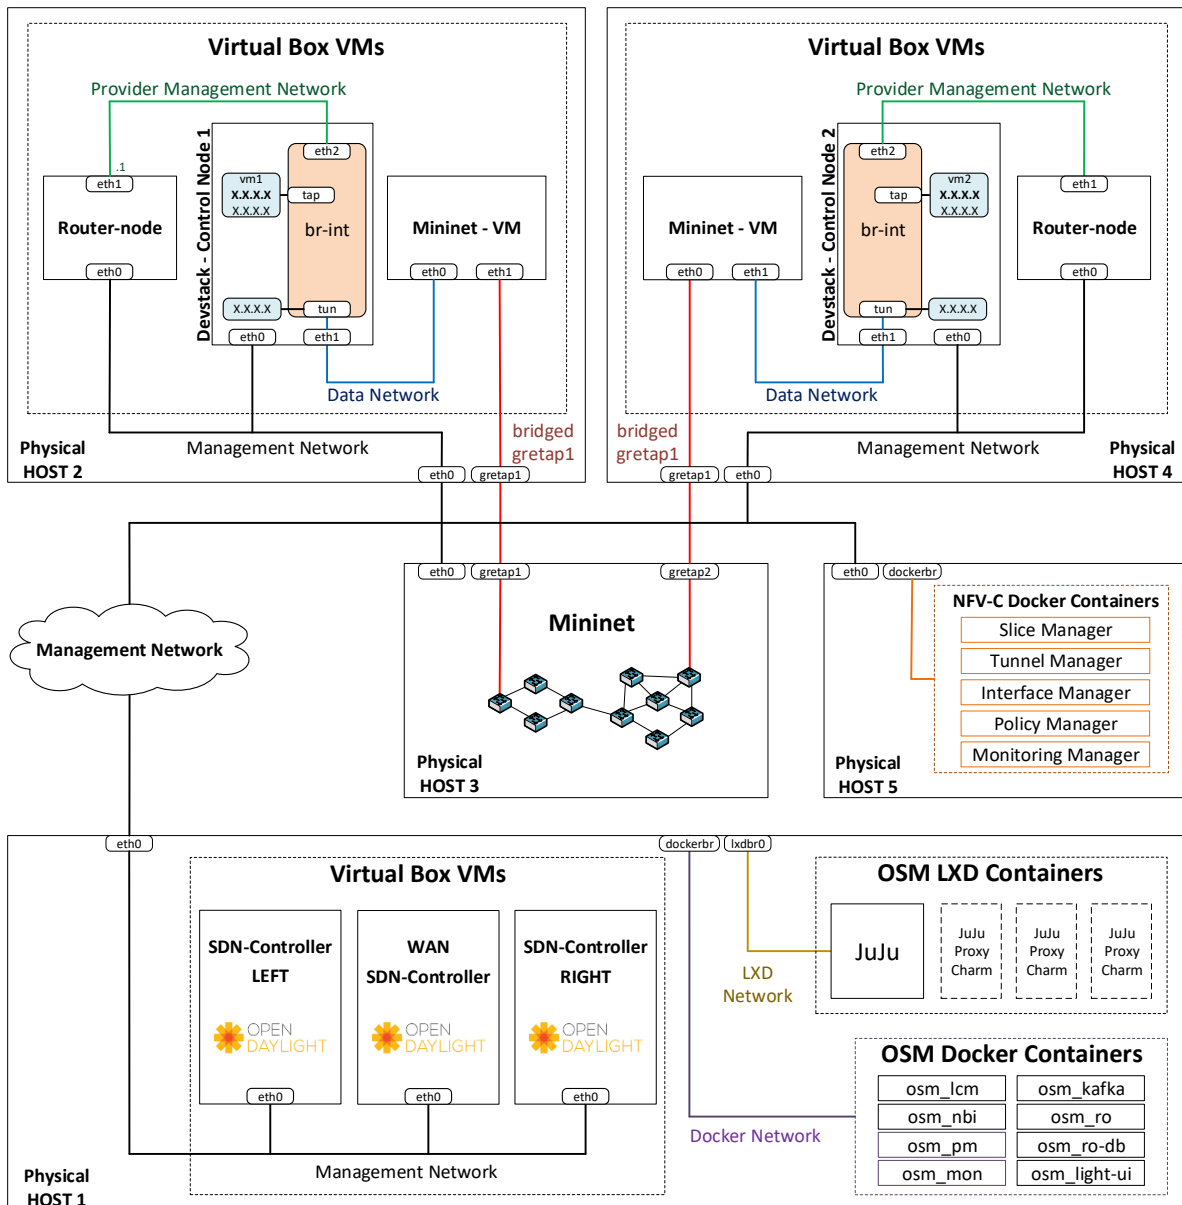 Virtual Box VMs
Provider Management Network
Devstack - Control Node 1
eth2
.1
eth1
vm1
X.X.X.X
X.X.X.X
tap
Router-node
br-int
Mininet - VM
eth0
eth0
eth1
X.X.X.X
tun
eth0
eth1
Data Network
Management Network
bridged
gretap1
Physical
HOST 2
eth0
gretap1
Virtual Box VMs
Provider Management Network
Devstack - Control Node 2
eth2
eth1
tap
vm2
X.X.X.X
X.X.X.X
Mininet - VM
br-int
Router-node
eth0
eth1
eth0
tun
X.X.X.X
eth1
eth0
Data Network
bridged
gretap1
Management Network
Physical
HOST 4
gretap1
eth0
eth0
gretap1
gretap2
Mininet
Physical
HOST 3
eth0
dockerbr
NFV-C Docker Containers
Slice Manager
Tunnel Manager
Interface Manager
Policy Manager
Monitoring Manager
Physical
HOST 5
Management Network
eth0
dockerbr
lxdbr0
Virtual Box VMs
SDN-Controller
LEFT
OPEN
DAYLIGHT
eth0
WAN
SDN-Controller
OPEN
DAYLIGHT
eth0
SDN-Controller
RIGHT
OPEN
DAYLIGHT
eth0
Management Network
Physical
HOST 1
OSM LXD Containers
JuJu
JuJu
Proxy
Charm
JuJu
Proxy
Charm
JuJu
Proxy
Charm
LXD
Network
OSM Docker Containers
osm_lcm
osm_kafka
osm_nbi
osm_ro
osm_pm
osm_ro-db
osm_mon
osm_light-ui
Docker Network